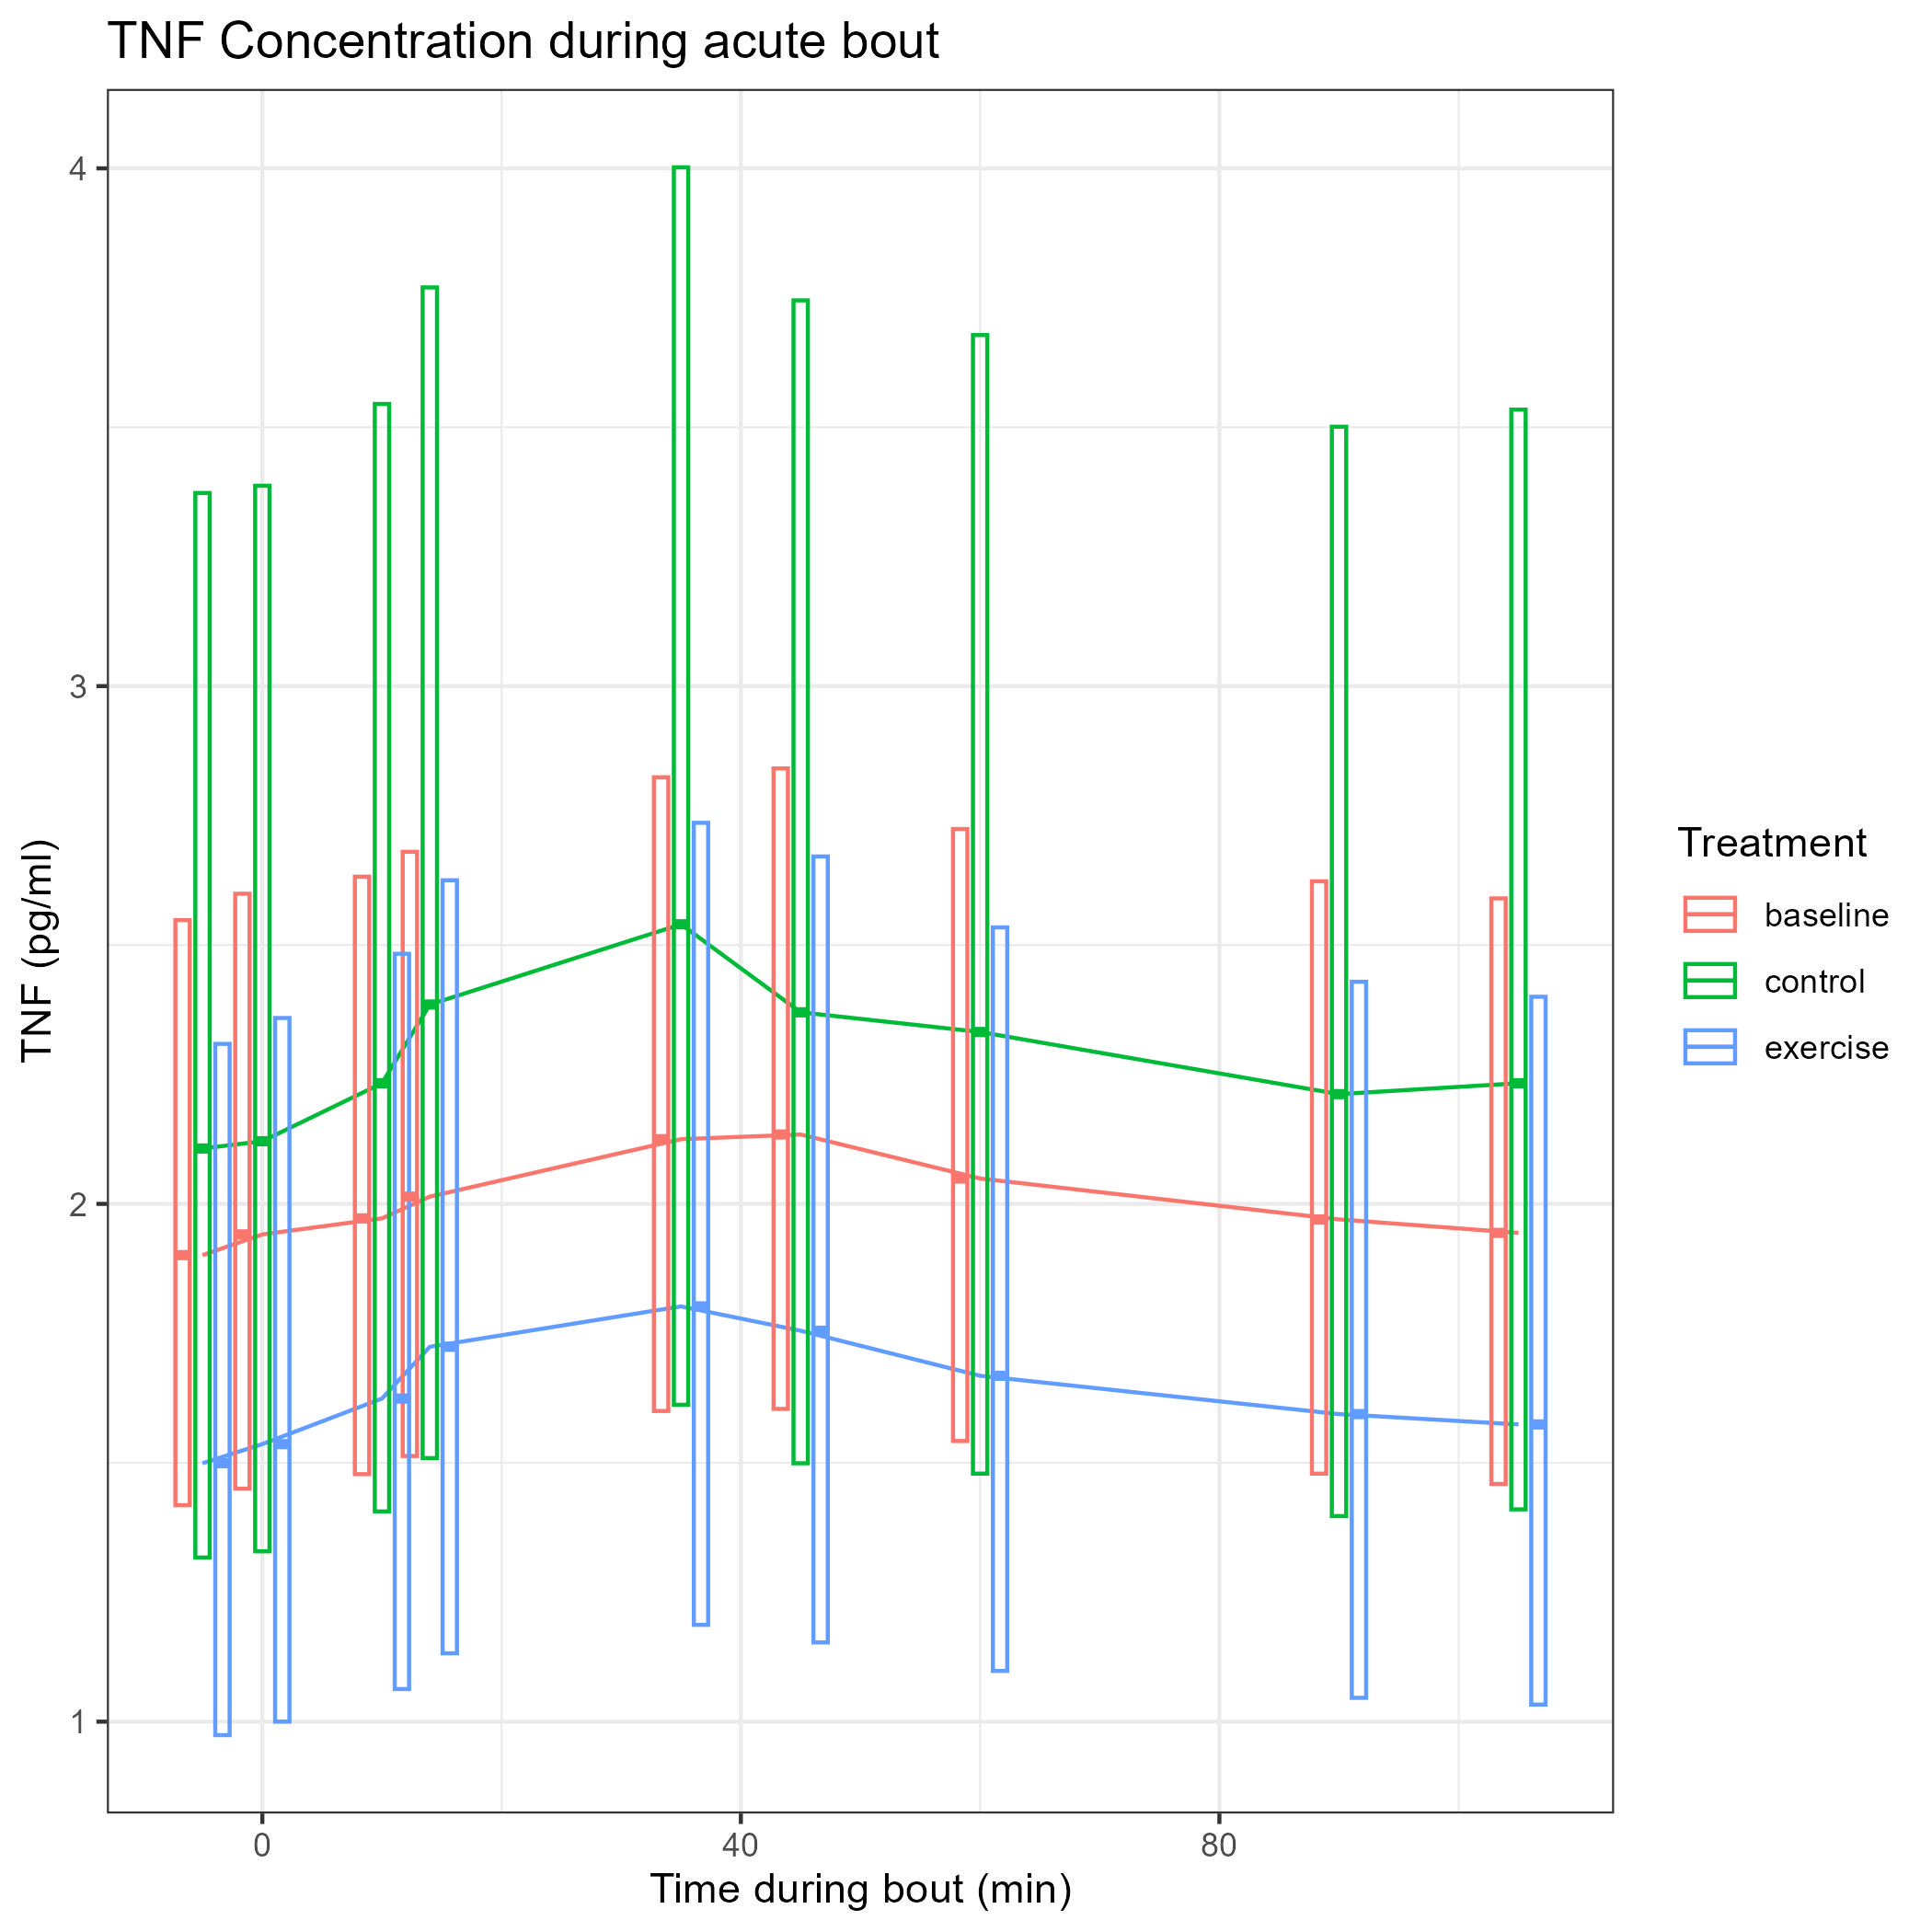 TNF Concentration during acute bout
4
3
2
1
TNF (pg/ml)
0 40 80
Time during bout (min)
Treatment
baseline
control
exercise